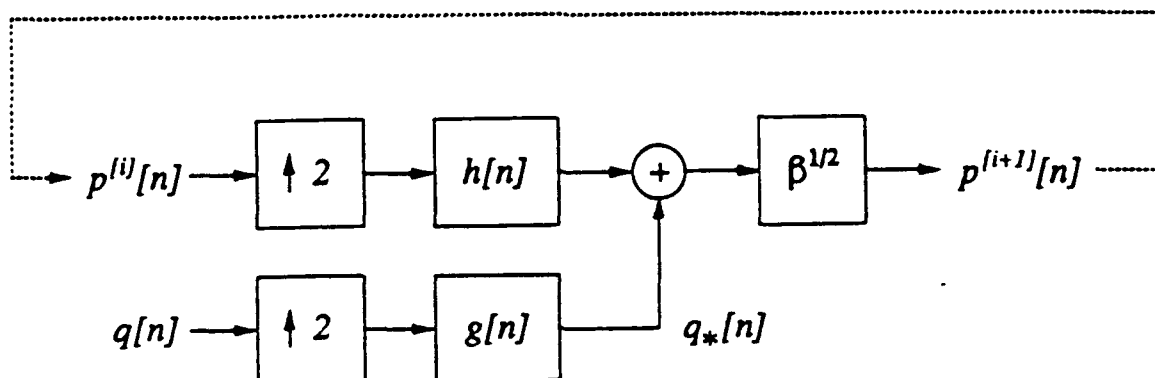 p^[i][n] ↑ 2 h[n] + β^1/2 p^[i+1][n]
q[n] ↑ 2 g[n] q_*[n]